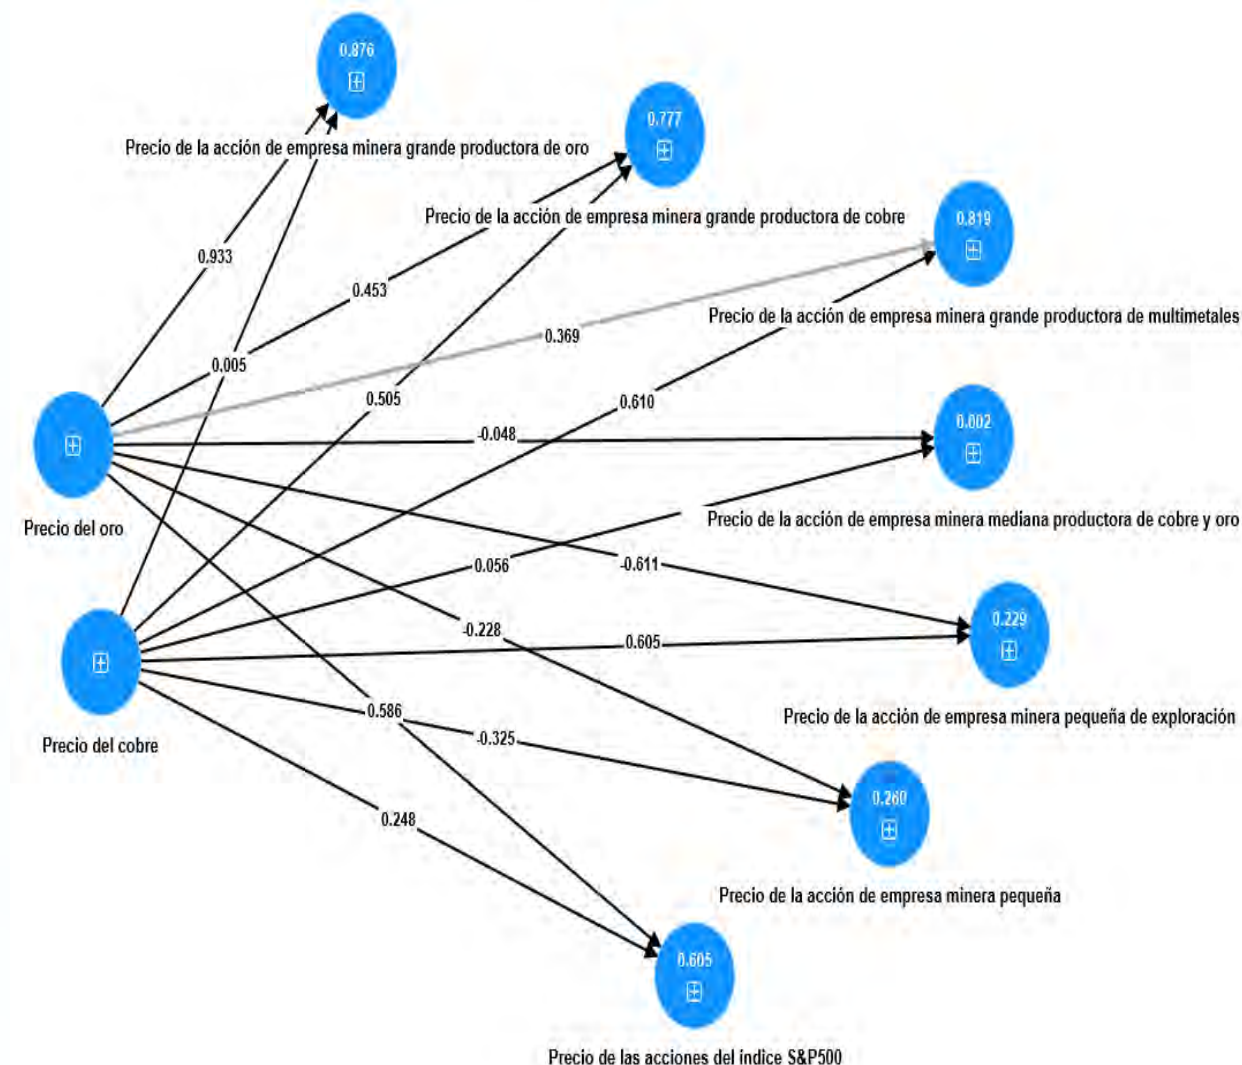 0.876
Precio de la acción de empresa minera grande productora de oro
0.777
Precio de la acción de empresa minera grande productora de cobre
0.819
Precio de la acción de empresa minera grande productora de multimetales
0.933
0.453
0.369
0.005
0.505
0.610
-0.048
0.002
Precio de la acción de empresa minera mediana productora de cobre y oro
Precio del oro
0.056
-0.611
0.229
-0.228
0.605
Precio de la acción de empresa minera pequeña de exploración
Precio del cobre
0.586
-0.325
0.260
0.248
Precio de la acción de empresa minera pequeña
0.605
Precio de las acciones del índice S&P500